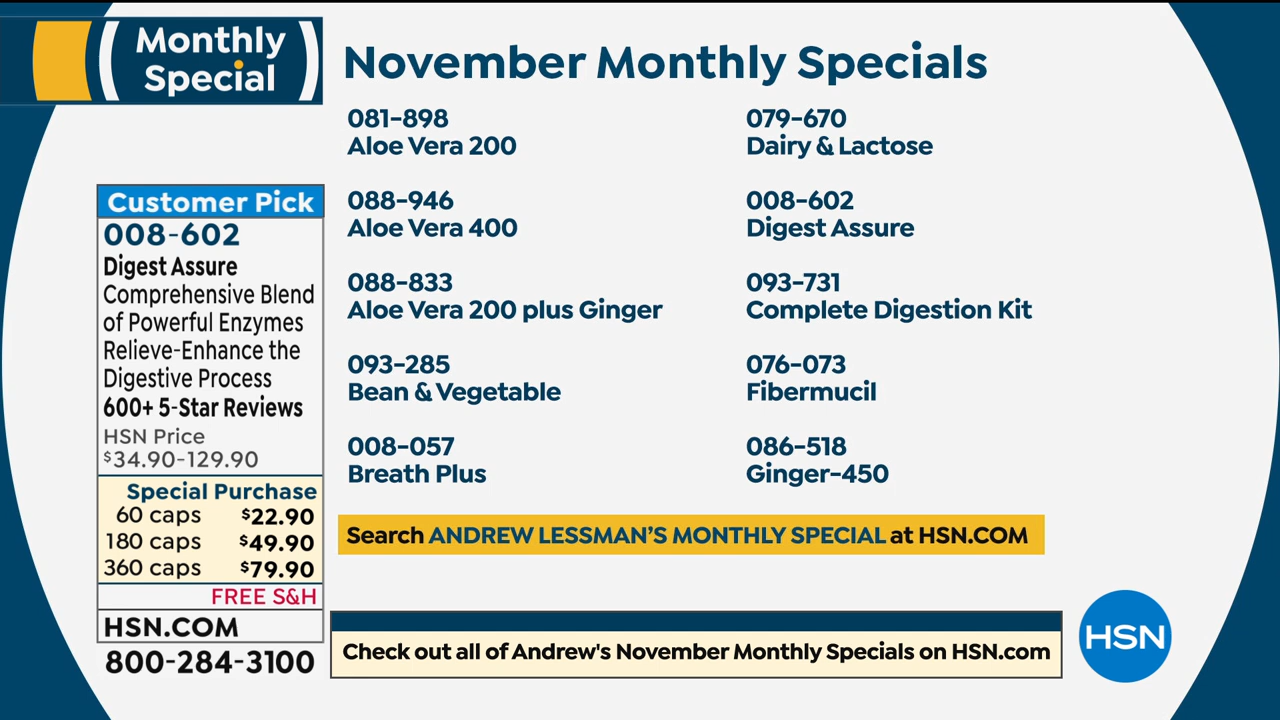 Monthly
Special
November Monthly Specials
081-898
Aloe Vera 200
088-946
Aloe Vera 400
088-833
Aloe Vera 200 plus Ginger
093-285
Bean & Vegetable
008-057
Breath Plus
079-670
Dairy & Lactose
008-602
Digest Assure
093-731
Complete Digestion Kit
076-073
Fibermucil
086-518
Ginger-450
Search ANDREW LESSMAN'S MONTHLY SPECIAL at HSN.COM
Customer Pick
008-602
Digest Assure
Comprehensive Blend
of Powerful Enzymes
Relieve-Enhance the
Digestive Process
600+ 5-Star Reviews
HSN Price
$34.90-129.90
Special Purchase
60 caps $22.90
180 caps $49.90
360 caps $79.90
FREE S&H
HSN.COM
800-284-3100
Check out all of Andrew's November Monthly Specials on HSN.com
HSN